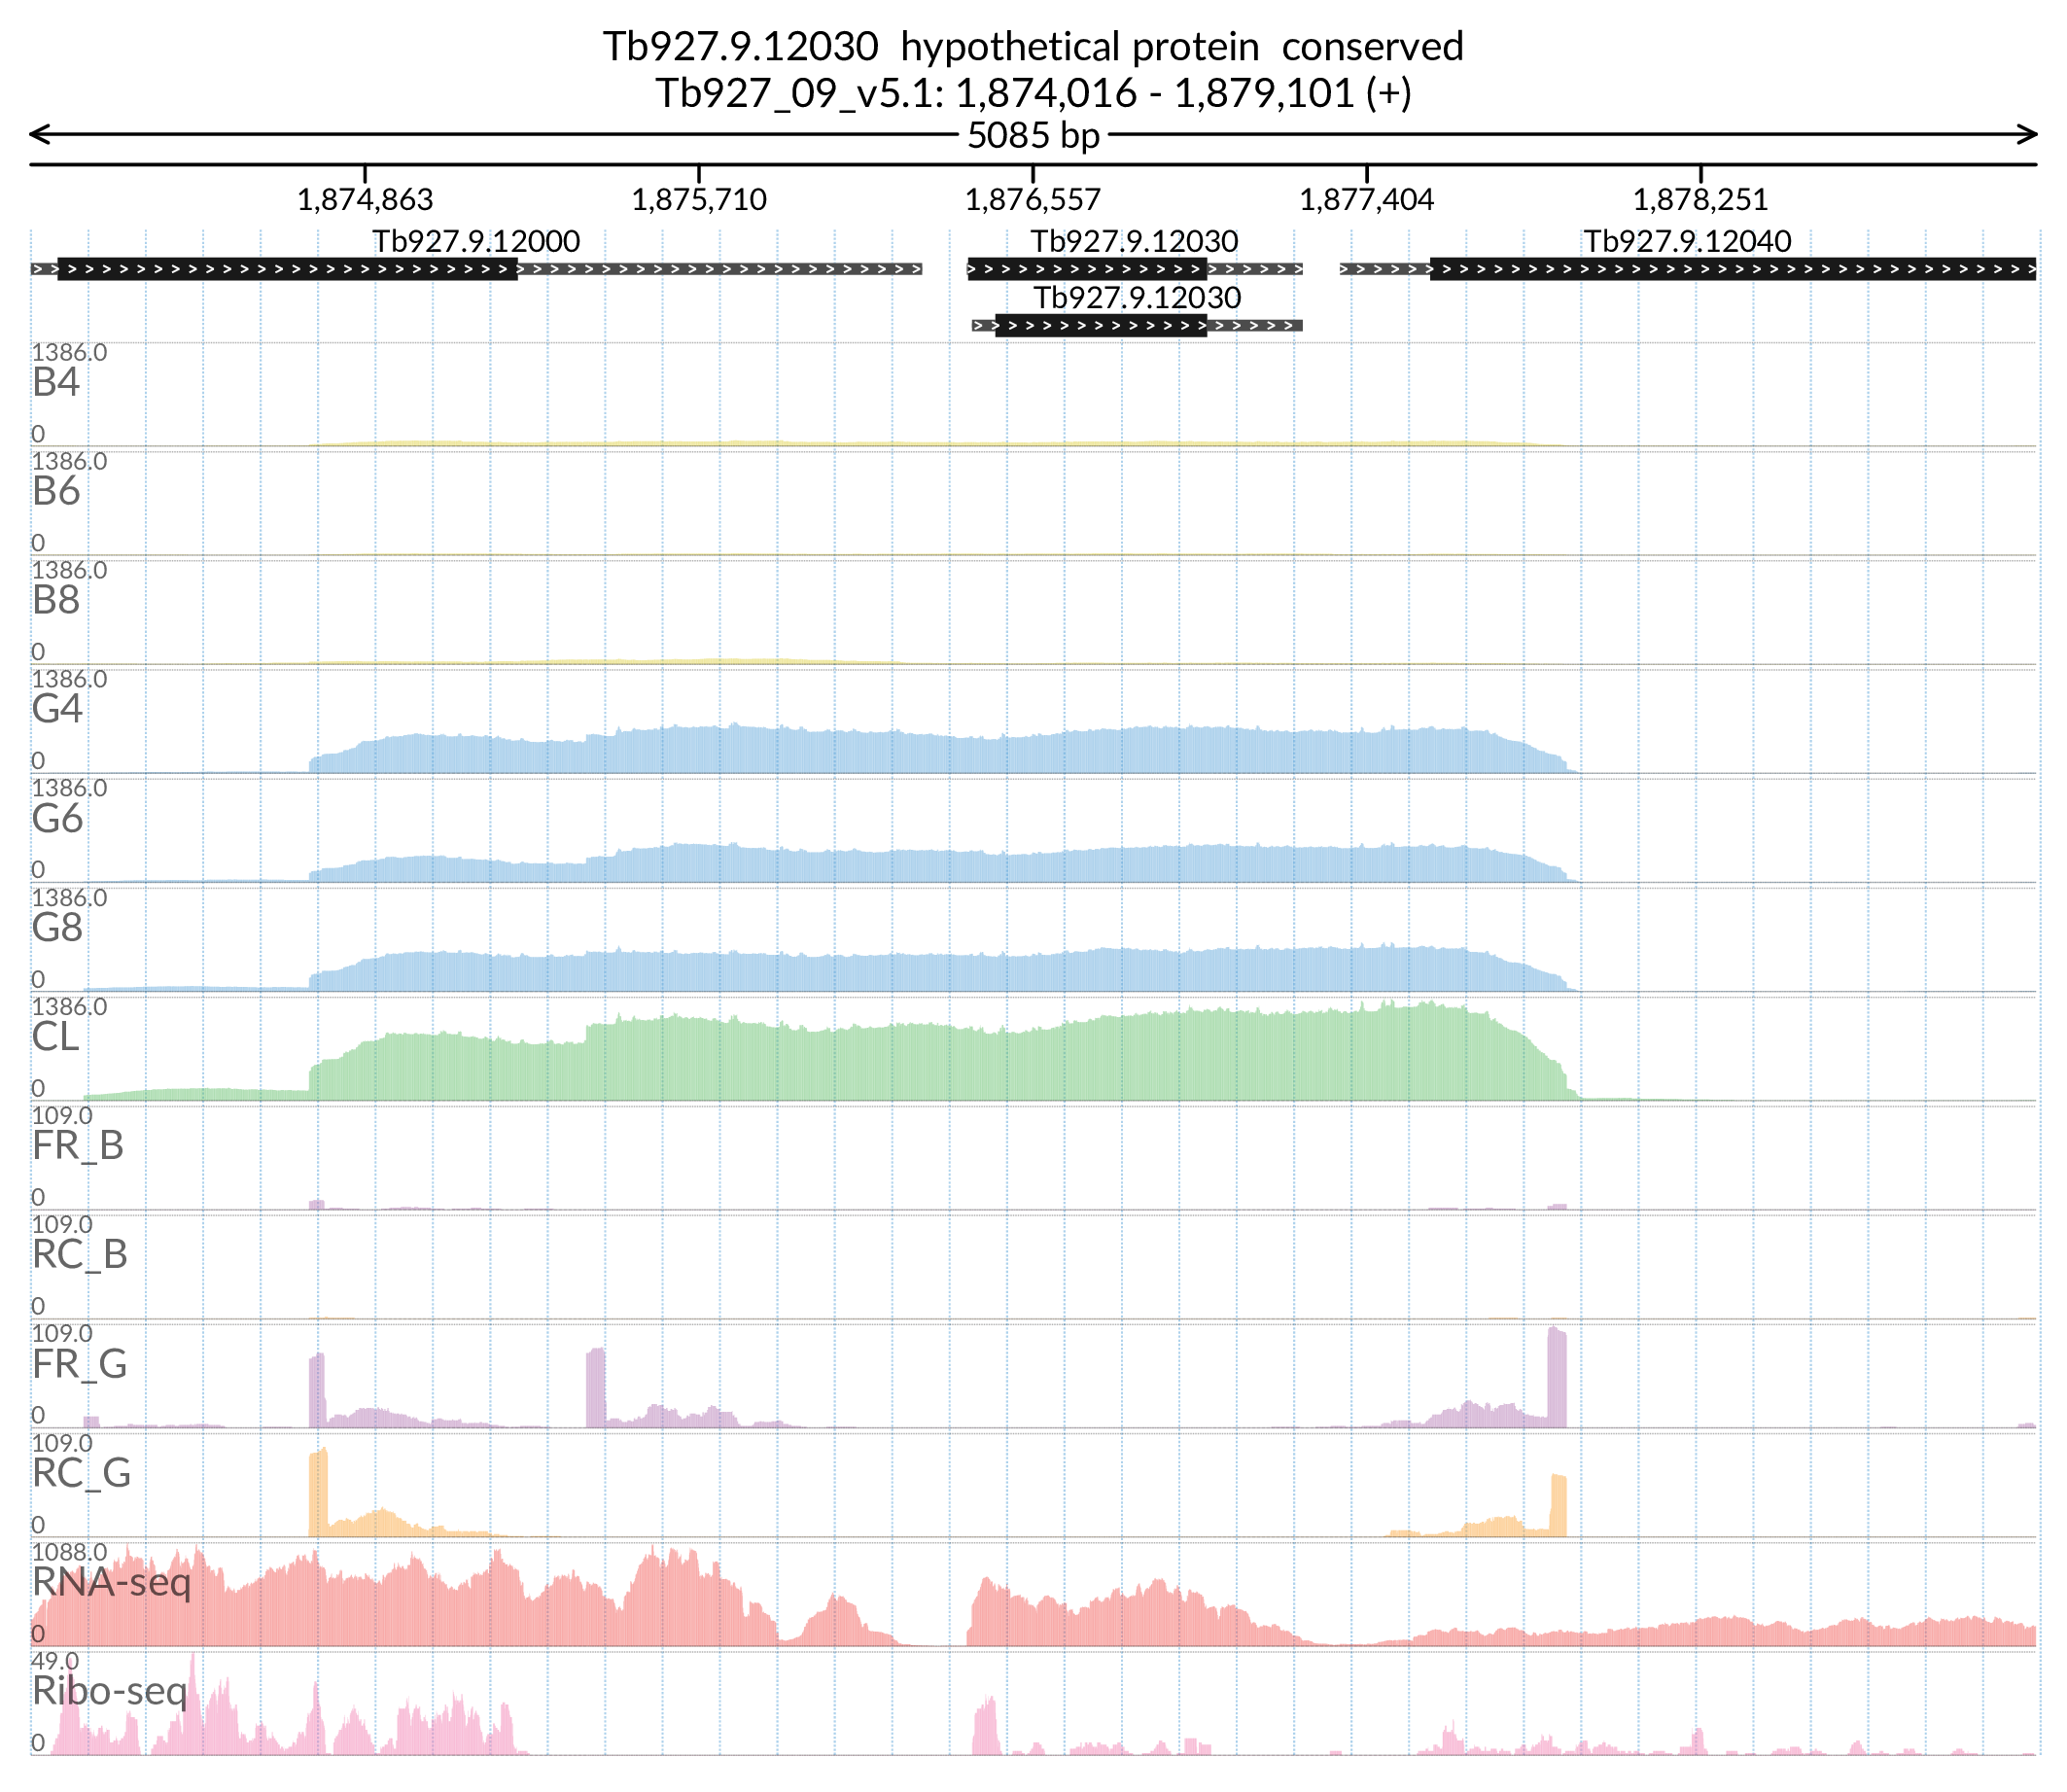 Tb927.9.12030 hypothetical protein conserved
Tb927_09_v5.1: 1,874,016 - 1,879,101 (+)
5085 bp
1,874,863 1,875,710 1,876,557 1,877,404 1,878,251
Tb927.9.12000 Tb927.9.12030 Tb927.9.12040
Tb927.9.12030
1386.0
B4
0
1386.0
B6
0
1386.0
B8
0
1386.0
G4
0
1386.0
G6
0
1386.0
G8
0
1386.0
CL
0
109.0
FR_B
0
109.0
RC_B
0
109.0
FR_G
0
109.0
RC_G
0
1088.0
RNA-seq
0
49.0
Ribo-seq
0